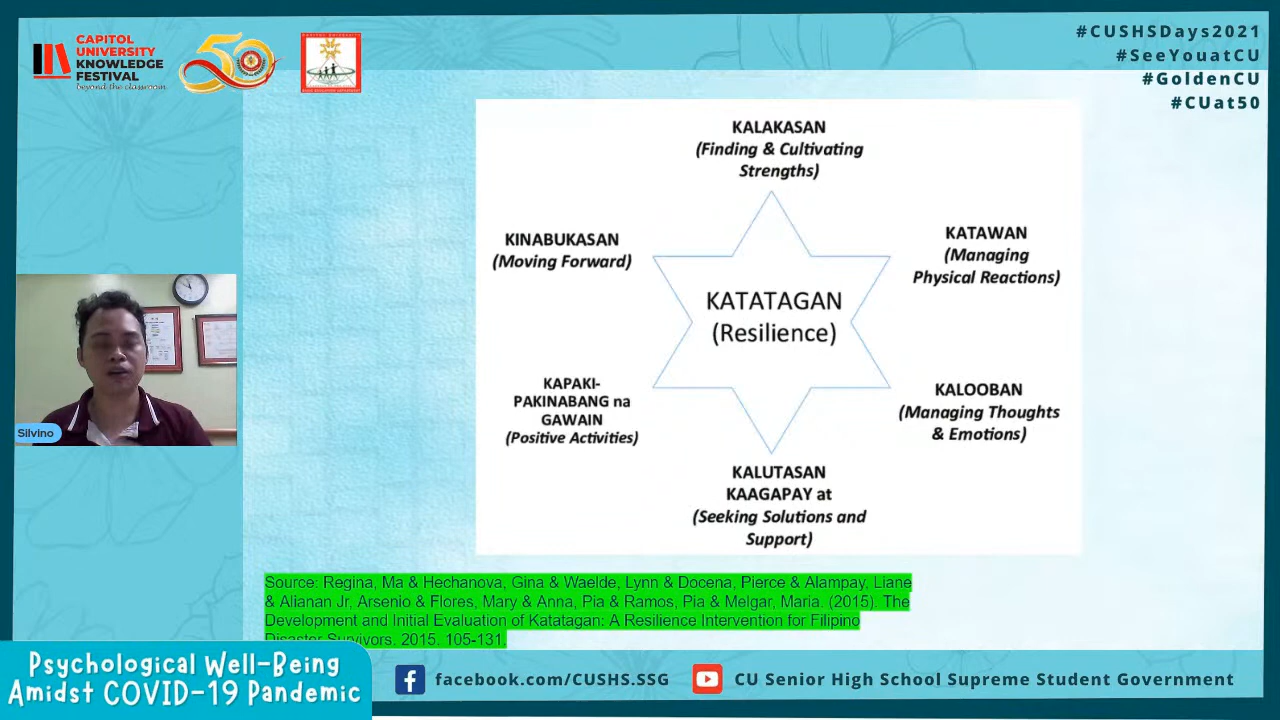 CAPITOL
UNIVERSITY
KNOWLEDGE
FESTIVAL
beyond the classroom
50
#CUSHSDays2021
#SeeYouatCU
#GoldenCU
#CUat50
KALAKASAN
(Finding & Cultivating
Strengths)
KINABUKASAN
(Moving Forward)
KATAWAN
(Managing
Physical Reactions)
KATATAGAN
(Resilience)
KAPAKI-
PAKINABANG na
GAWAIN
(Positive Activities)
KALOOBAN
(Managing Thoughts
& Emotions)
KALUTASAN
KAAGAPAY at
(Seeking Solutions and
Support)
Silvino
Source: Regina, Ma & Hechanova, Gina & Waelde, Lynn & Docena, Pierce & Alampay, Liane
& Alianan Jr, Arsenio & Flores, Mary & Anna, Pia & Ramos, Pia & Melgar, Maria. (2015). The
Development and Initial Evaluation of Katatagan: A Resilience Intervention for Filipino
Disaster Survivors. 2015. 105-131.
Psychological Well-Being
Amidst COVID-19 Pandemic
facebook.com/CUSHS.SSG
CU Senior High School Supreme Student Government